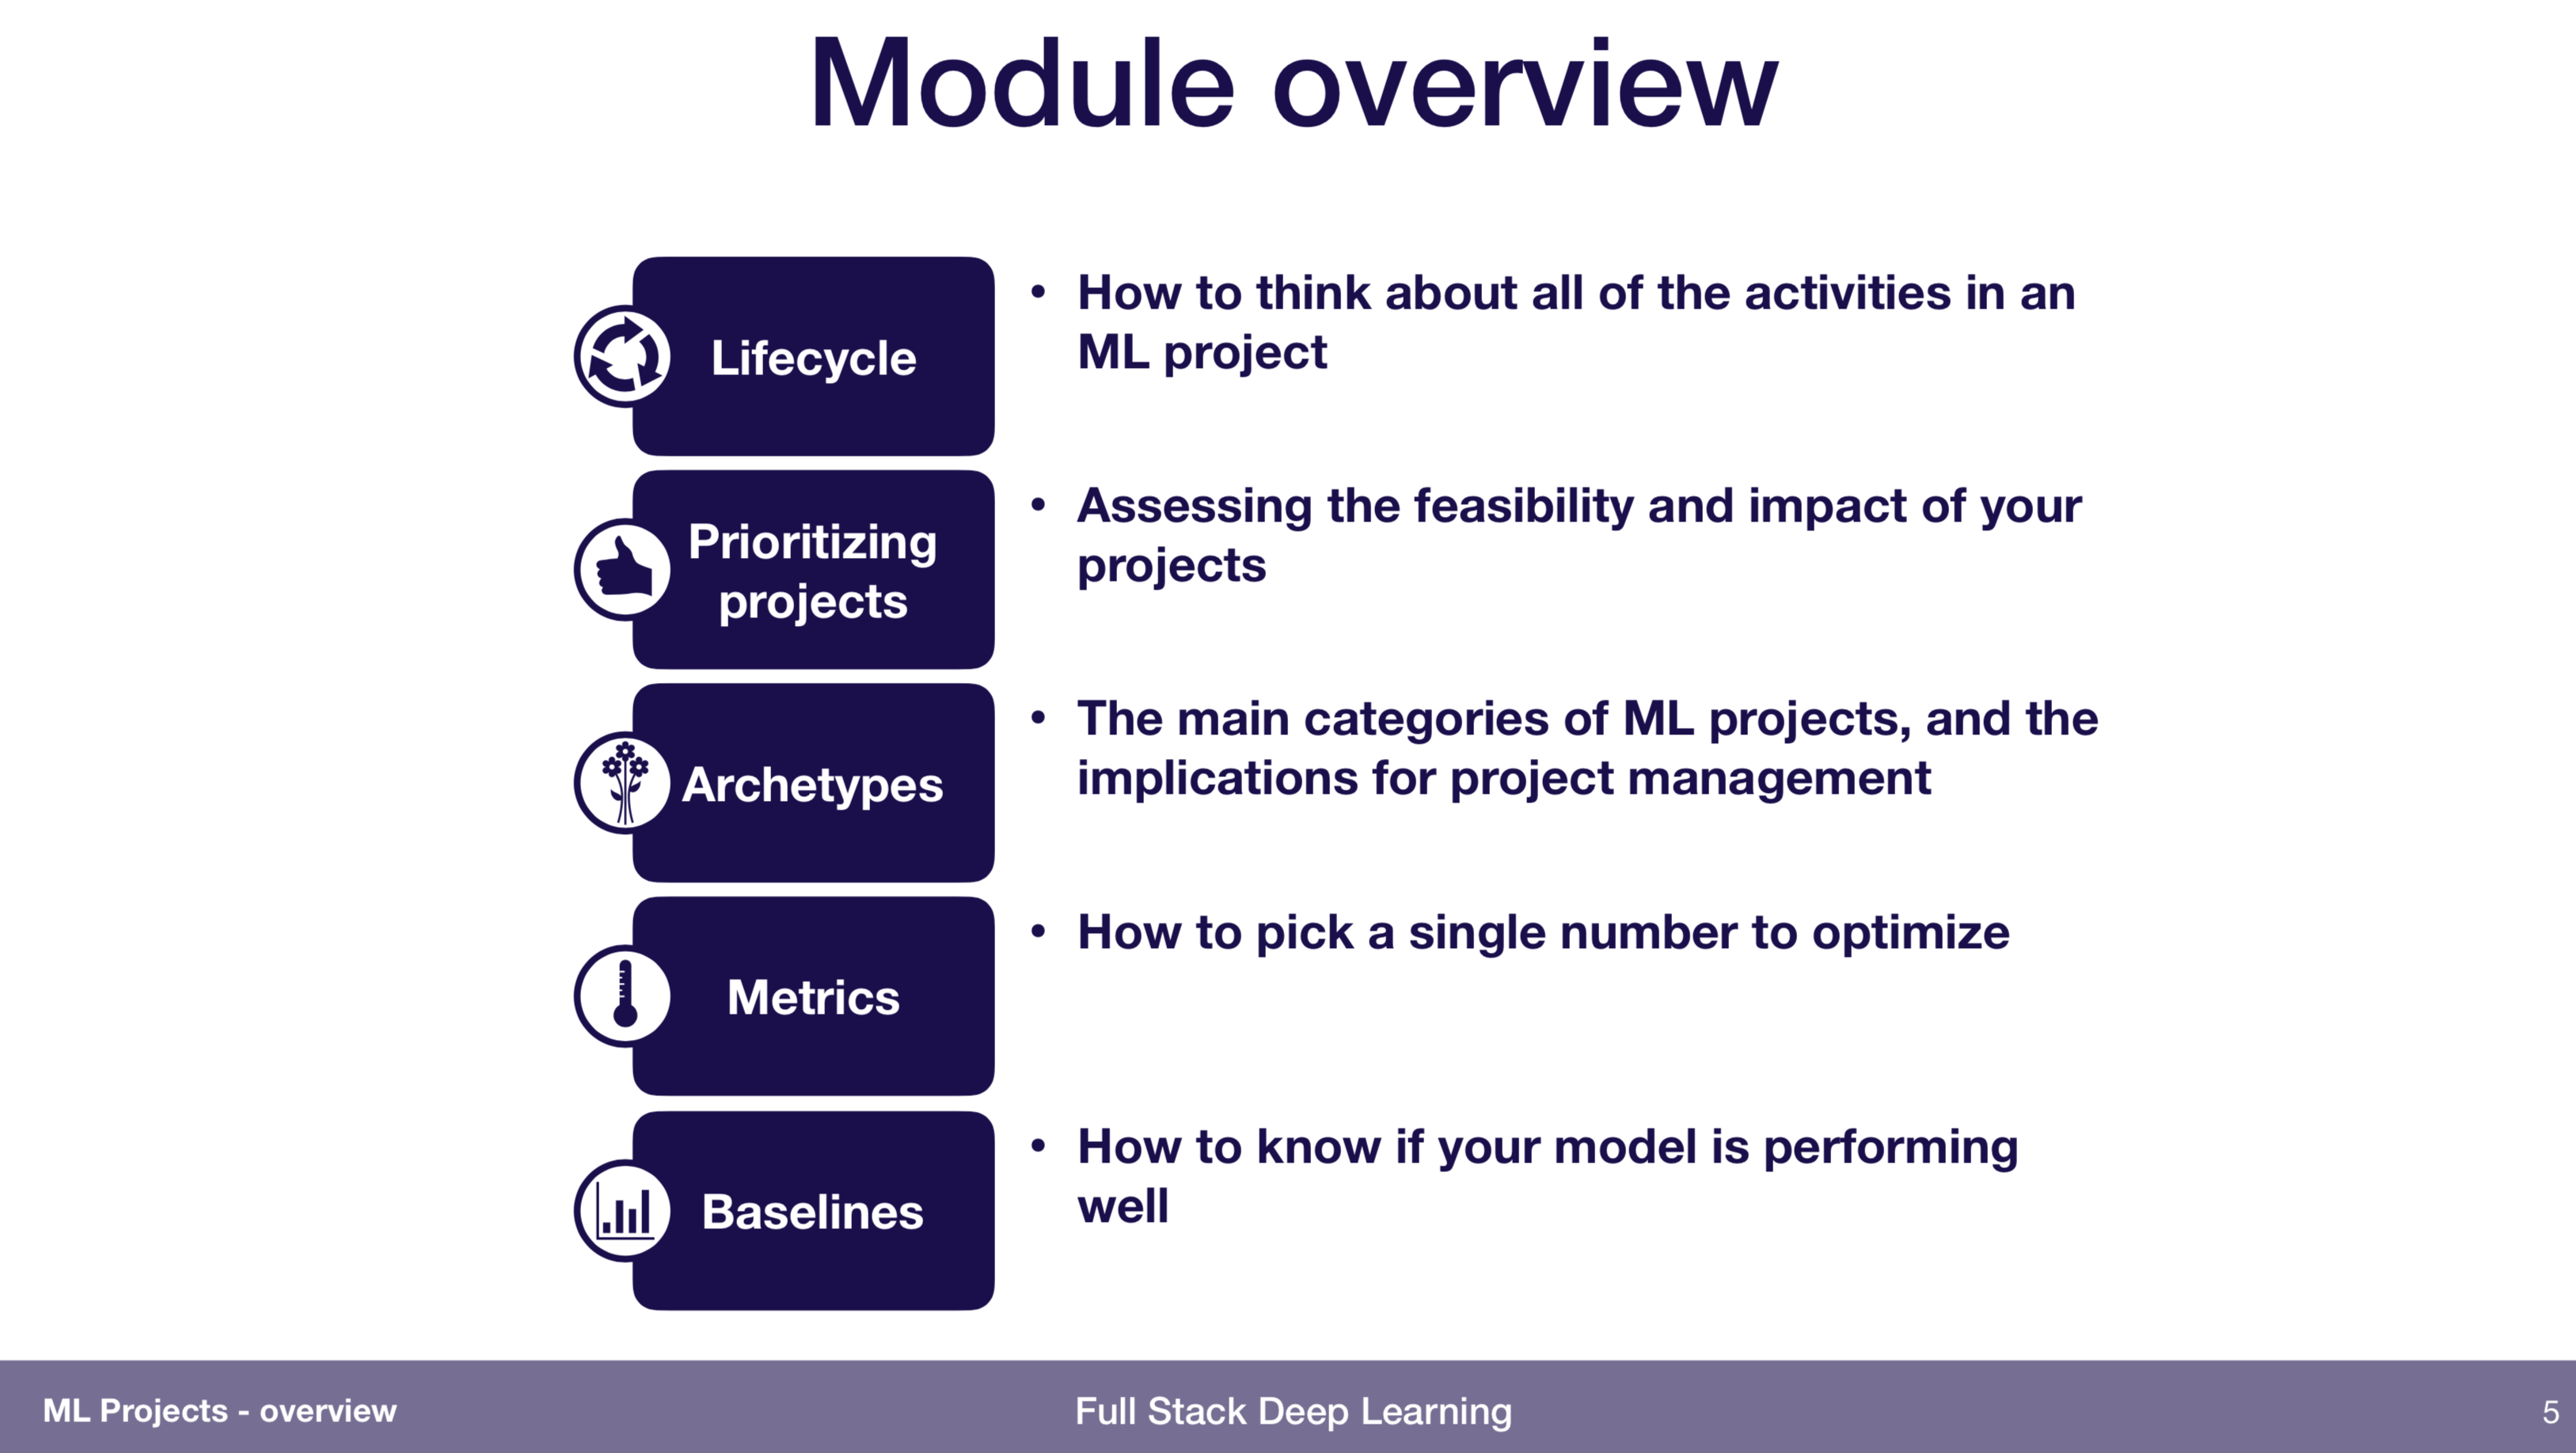 Module overview
Lifecycle
• How to think about all of the activities in an
ML project
Prioritizing
projects
• Assessing the feasibility and impact of your
projects
Archetypes
• The main categories of ML projects, and the
implications for project management
Metrics
• How to pick a single number to optimize
Baselines
• How to know if your model is performing
well
ML Projects - overview
Full Stack Deep Learning
5